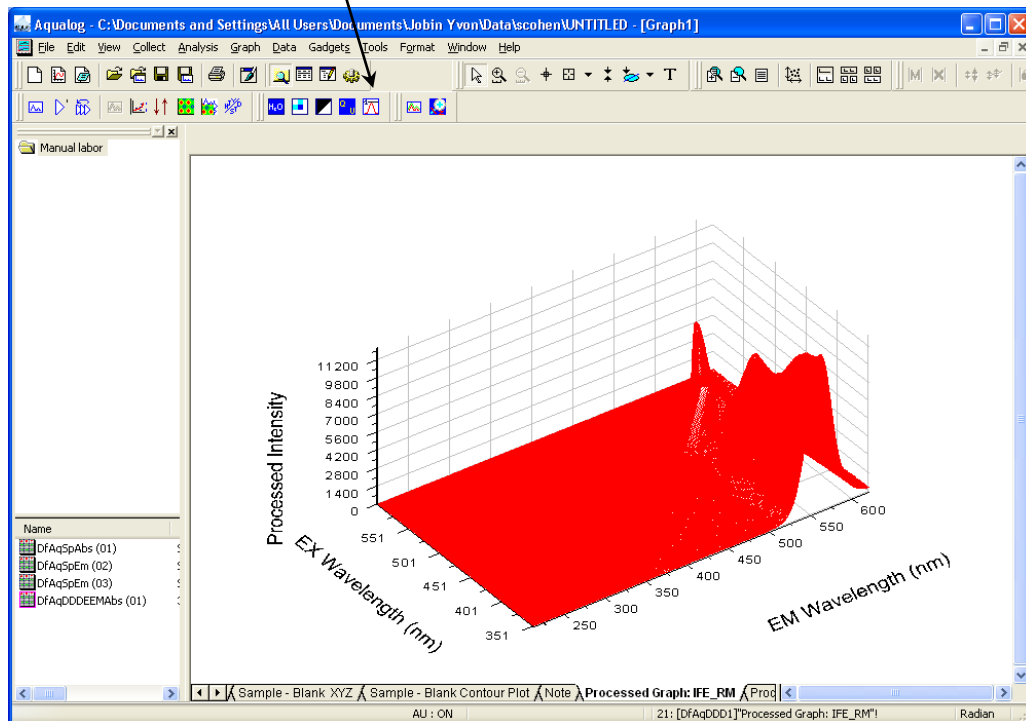 Aqualog - C:\Documents and Settings\All Users\Documents\Jobin Yvon\Data\scohen\UNTITLED - [Graph1]
File Edit View Collect Analysis Graph Data Gadgets Tools Format Window Help
T
M
H2O
Manual labor
11200
9800
8400
7000
5600
4200
2800
1400
0
Processed Intensity
551
501
451
401
351
EX Wavelength (nm)
250
300
350
400
450
500
550
600
EM Wavelength (nm)
Name
DfAqSpAbs (01)
DfAqSpEm (02)
DfAqSpEm (03)
DfAqDDDEEMAbs (01)
Sample - Blank XYZ Sample - Blank Contour Plot Note Processed Graph: IFE_RM Proc
AU : ON 21: [DfAqDDD1]"Processed Graph: IFE_RM"! Radian